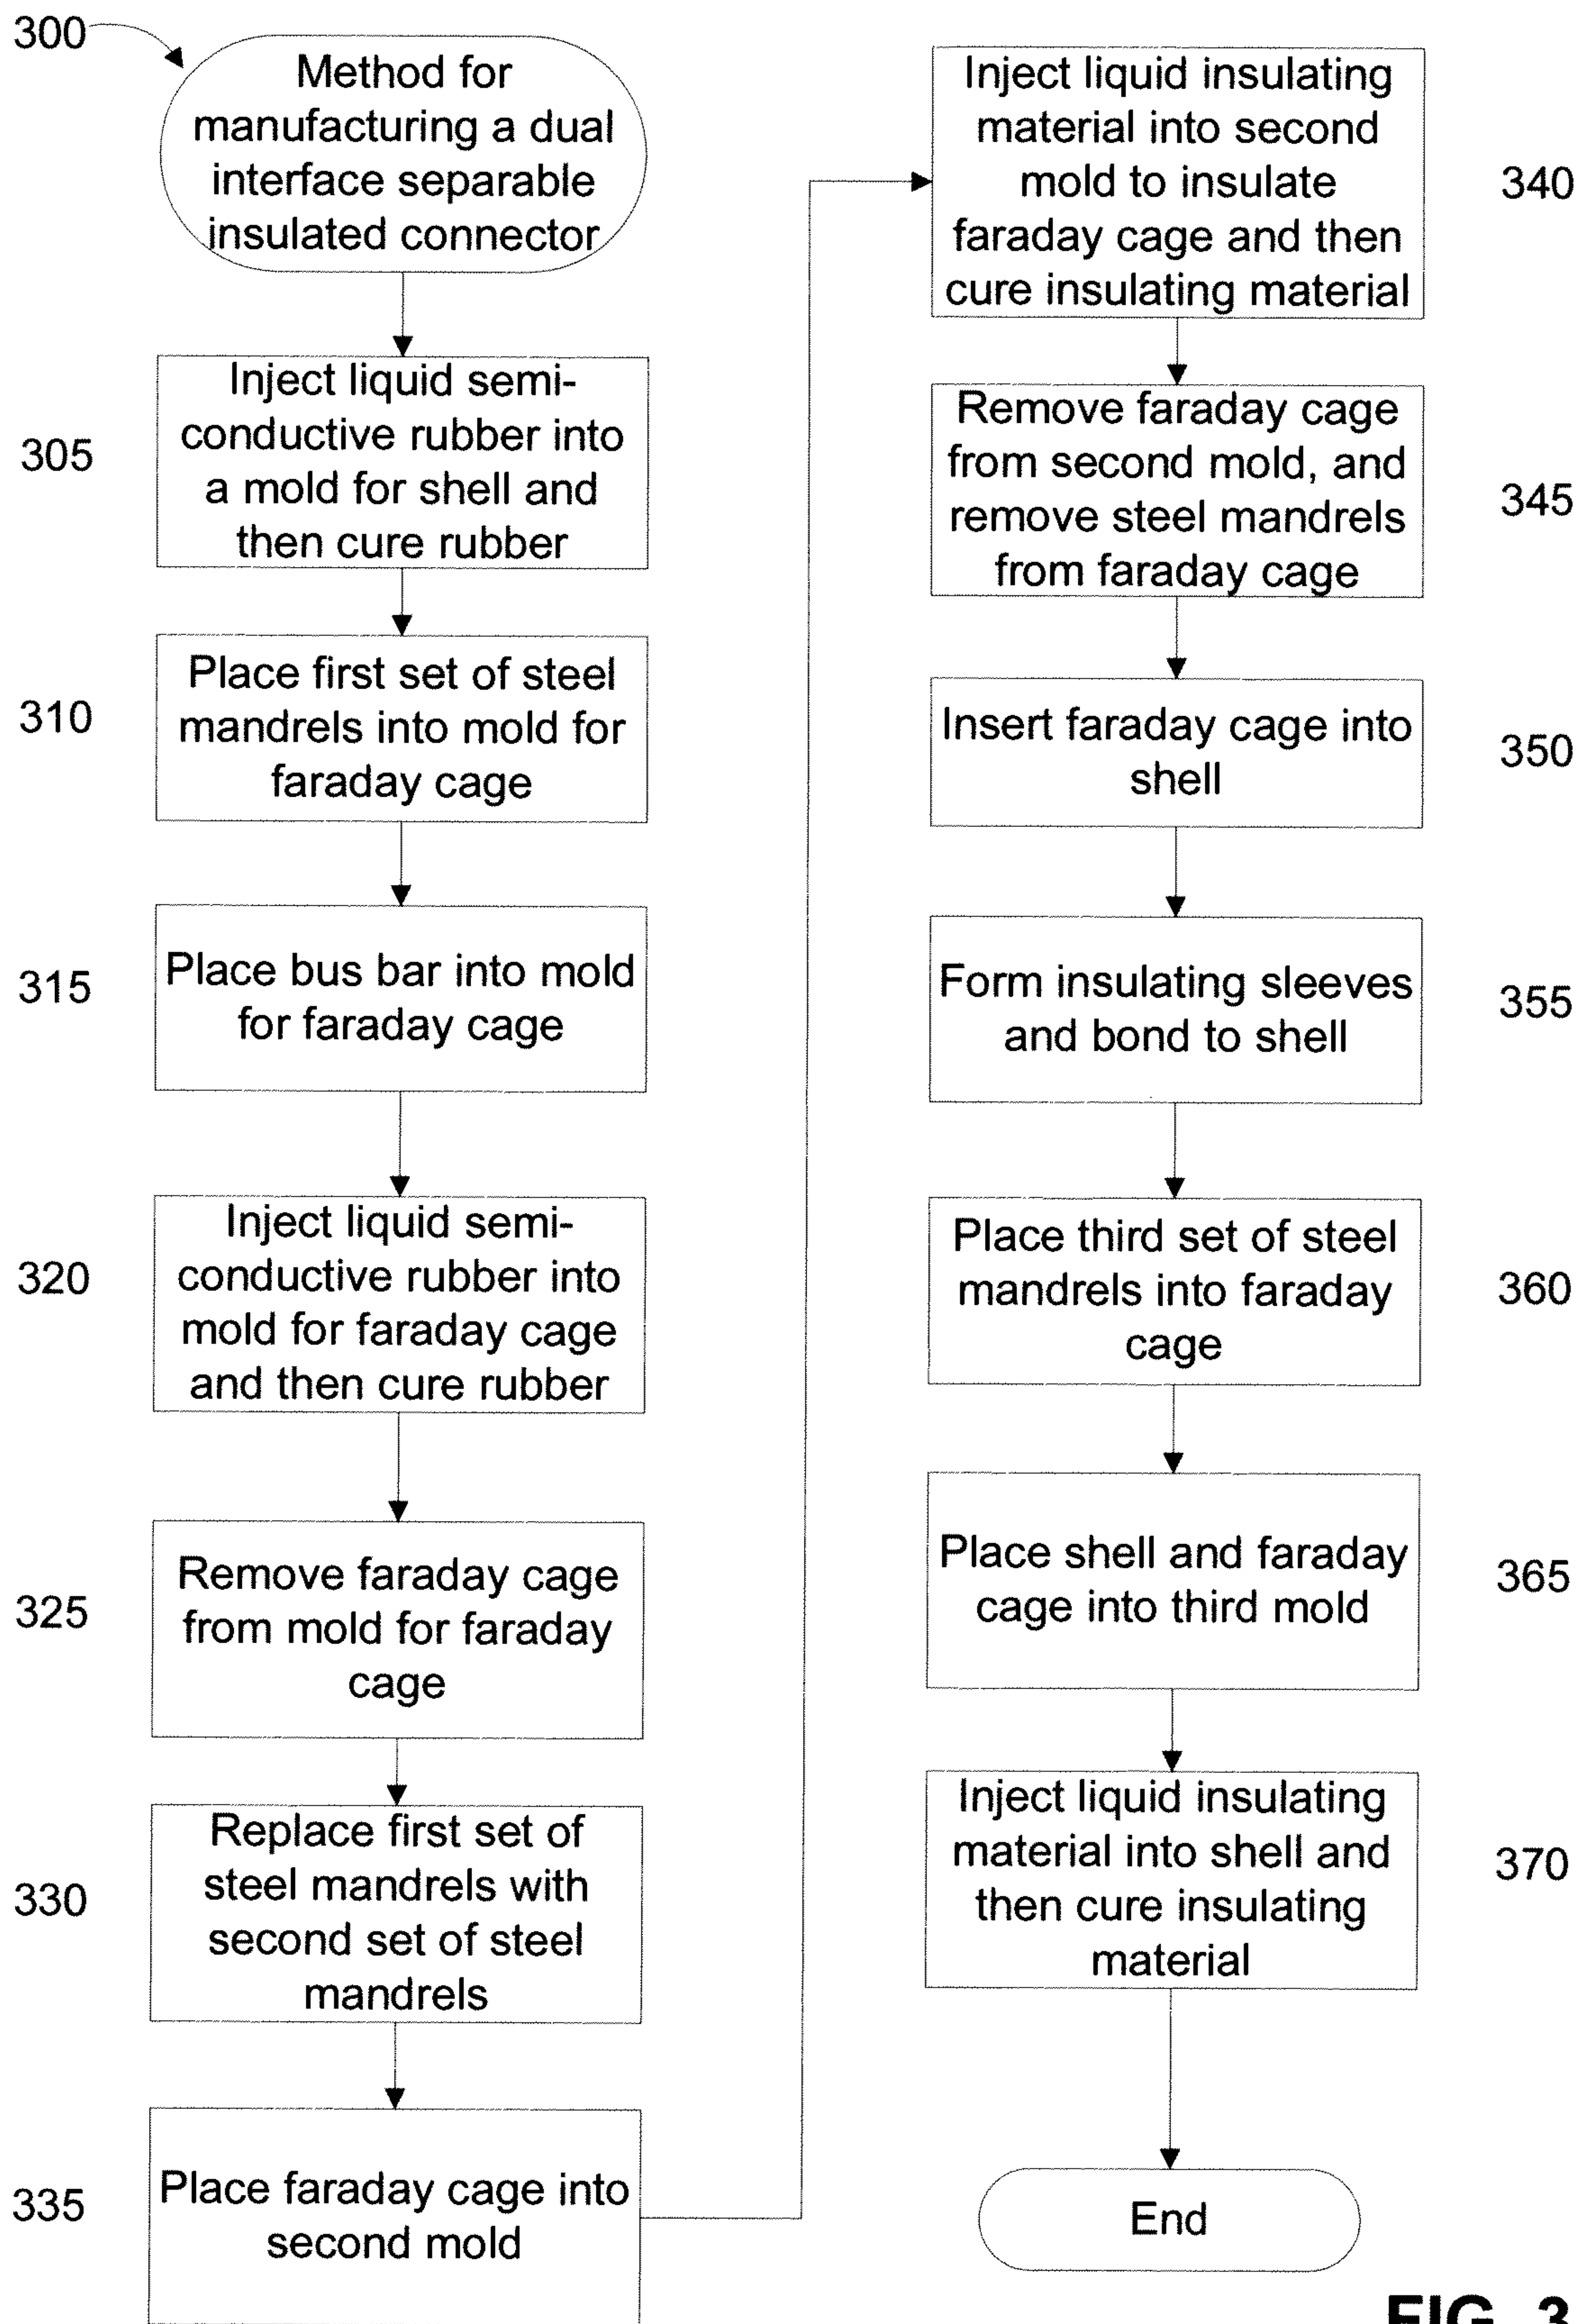 300
Method for
manufacturing a dual
interface separable
insulated connector
305
Inject liquid semi-
conductive rubber into
a mold for shell and
then cure rubber
310
Place first set of steel
mandrels into mold for
faraday cage
315
Place bus bar into mold
for faraday cage
320
Inject liquid semi-
conductive rubber into
mold for faraday cage
and then cure rubber
325
Remove faraday cage
from mold for faraday
cage
330
Replace first set of
steel mandrels with
second set of steel
mandrels
335
Place faraday cage into
second mold
Inject liquid insulating
material into second
mold to insulate
faraday cage and then
cure insulating material
340
Remove faraday cage
from second mold, and
remove steel mandrels
from faraday cage
345
Insert faraday cage into
shell
350
Form insulating sleeves
and bond to shell
355
Place third set of steel
mandrels into faraday
cage
360
Place shell and faraday
cage into third mold
365
Inject liquid insulating
material into shell and
then cure insulating
material
370
End
FIG. 3